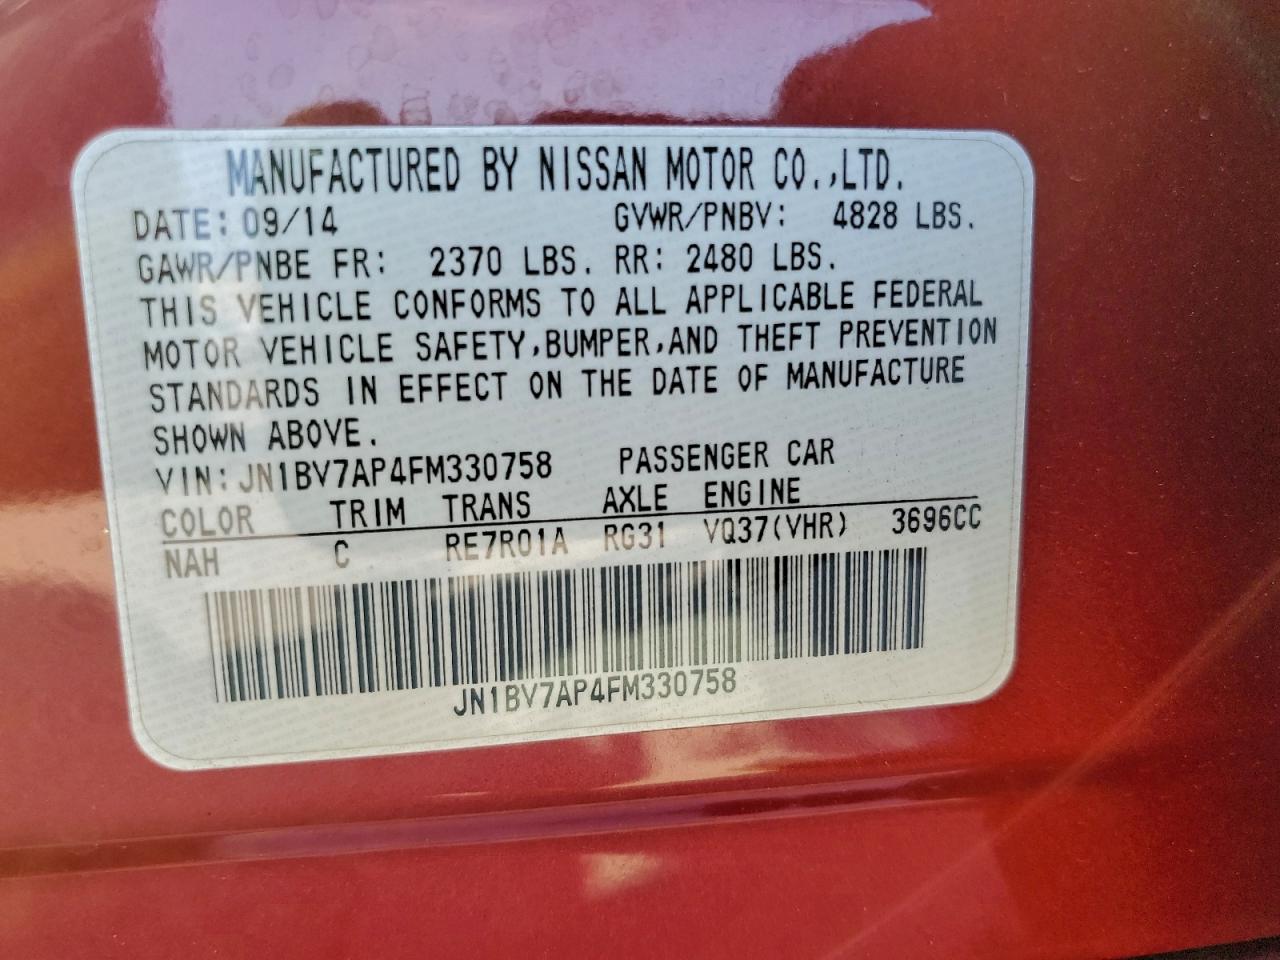 MANUFACTURED BY NISSAN MOTOR CO.,LTD.
DATE: 09/14 GVWR/PNBV: 4828 LBS.
GAWR/PNBE FR: 2370 LBS. RR: 2480 LBS.
THIS VEHICLE CONFORMS TO ALL APPLICABLE FEDERAL
MOTOR VEHICLE SAFETY,BUMPER,AND THEFT PREVENTION
STANDARDS IN EFFECT ON THE DATE OF MANUFACTURE
SHOWN ABOVE.
VIN:JN1BV7AP4FM330758 PASSENGER CAR
COLOR TRIM TRANS AXLE ENGINE
NAH C RE7R01A RG31 VQ37(VHR) 3696CC
JN1BV7AP4FM330758